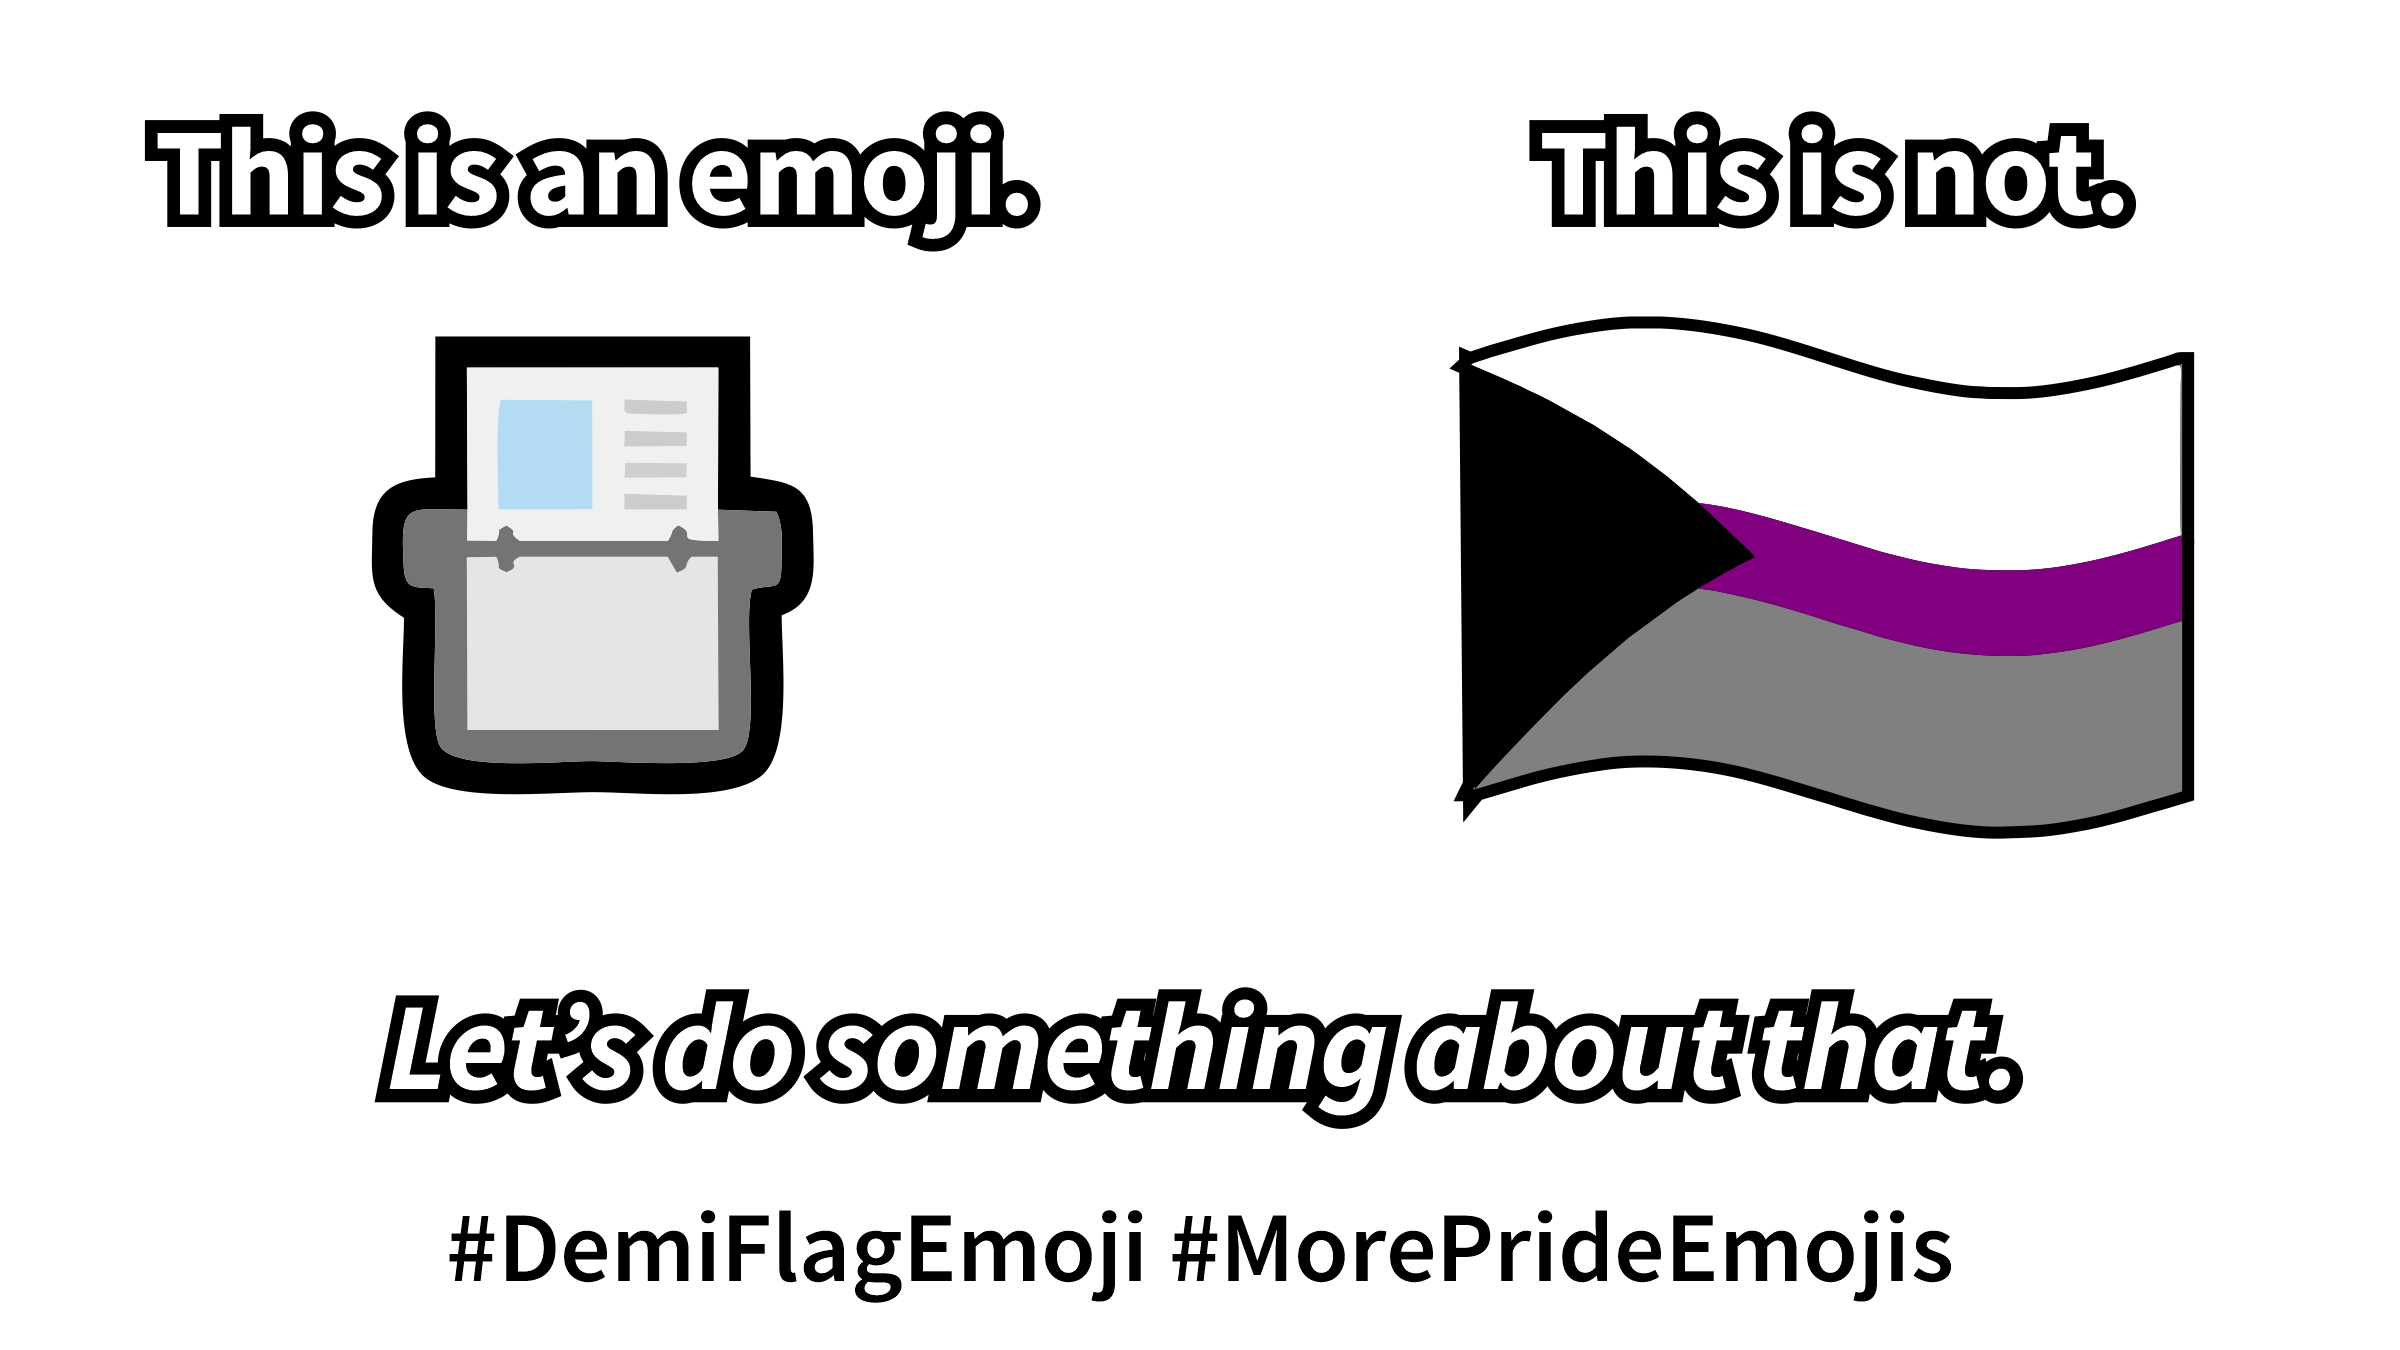 This is an emoji.
This is not.
Let’s do something about that.
#DemiFlagEmoji #MorePrideEmojis